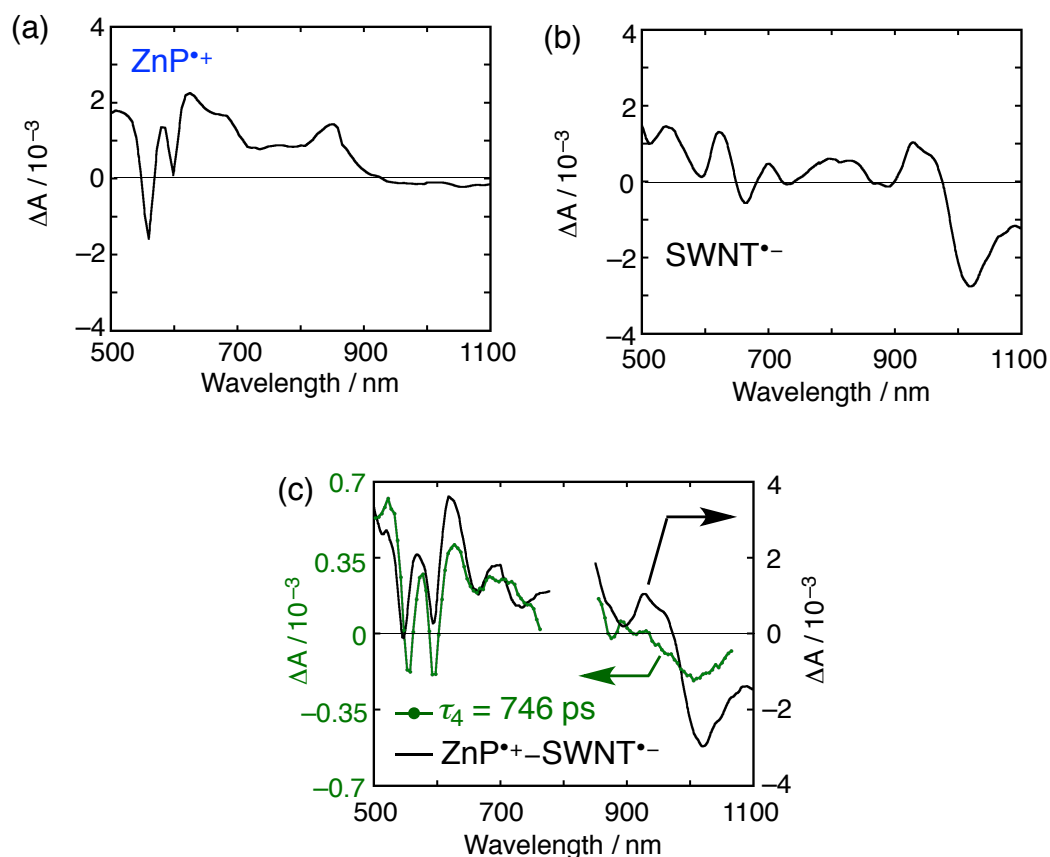 (a)
ZnP•+
4
2
0
−2
−4
ΔA / 10⁻³
500 700 900 1100
Wavelength / nm
(b)
SWNT•−
4
2
0
−2
−4
ΔA / 10⁻³
500 700 900 1100
Wavelength / nm
(c)
0.7
0.35
0
−0.35
−0.7
ΔA / 10⁻³
τ₄ = 746 ps
ZnP•+−SWNT•−
4
2
0
−2
−4
ΔA / 10⁻³
500 700 900 1100
Wavelength / nm